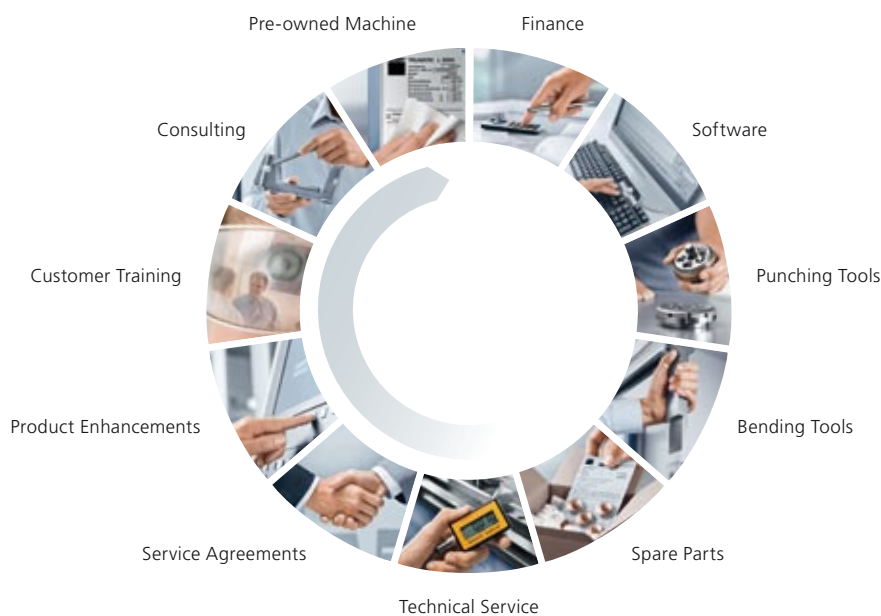 Pre-owned Machine
Finance
Consulting
Software
Customer Training
Punching Tools
Product Enhancements
Bending Tools
Service Agreements
Spare Parts
Technical Service